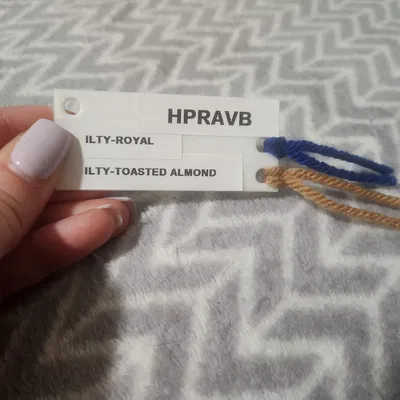 HPRAVB
ILTY-ROYAL
ILTY-TOASTED ALMOND